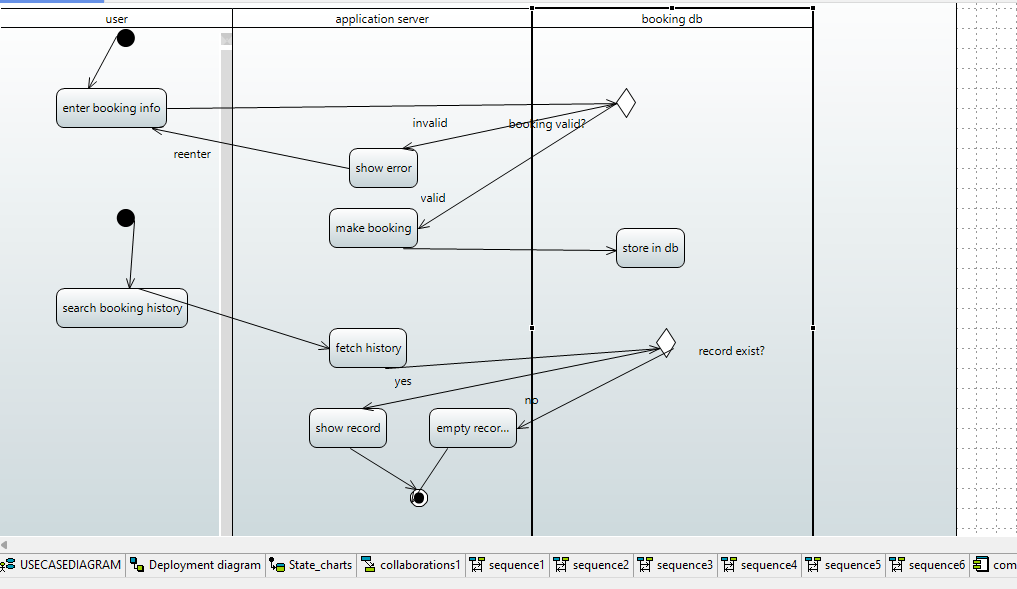 user application server booking db
enter booking info
invalid
booking valid?
reenter
show error
valid
make booking
store in db
search booking history
fetch history
record exist?
yes
no
show record
empty recor...
USECASEDIAGRAM Deployment diagram State_charts collaborations1 sequence1 sequence2 sequence3 sequence4 sequence5 sequence6 com